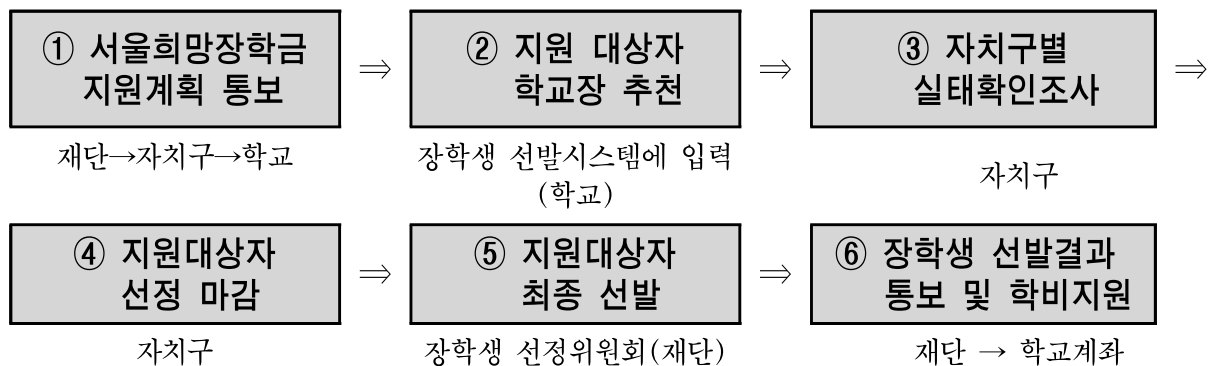 ① 서울희망장학금
지원계획 통보
⇒
② 지원 대상자
학교장 추천
⇒
③ 자치구별
실태확인조사
⇒
재단→자치구→학교
장학생 선발시스템에 입력
(학교)
자치구
④ 지원대상자
선정 마감
⇒
⑤ 지원대상자
최종 선발
⇒
⑥ 장학생 선발결과
통보 및 학비지원
자치구
장학생 선정위원회(재단)
재단 → 학교계좌